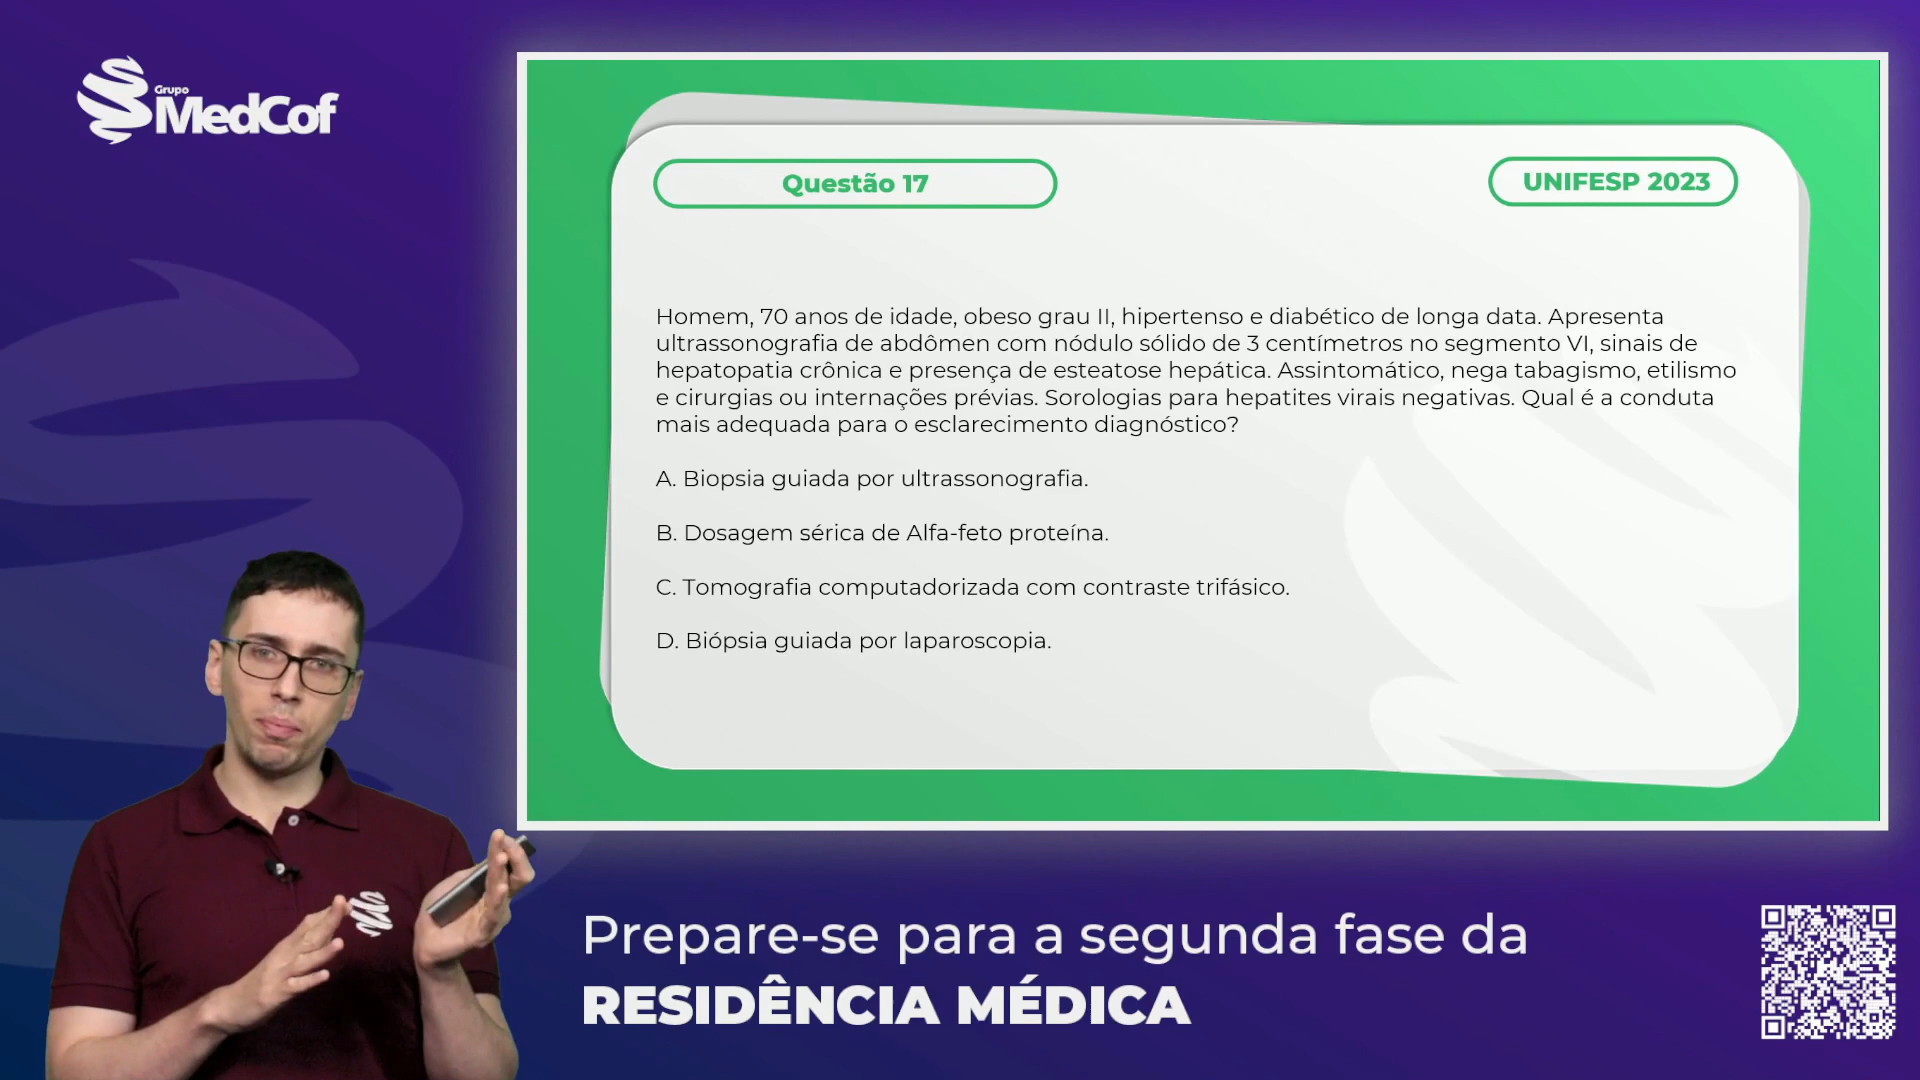 Grupo
MedCof
Questão 17
UNIFESP 2023
Homem, 70 anos de idade, obeso grau II, hipertenso e diabético de longa data. Apresenta
ultrassonografia de abdômen com nódulo sólido de 3 centímetros no segmento VI, sinais de
hepatopatia crônica e presença de esteatose hepática. Assintomático, nega tabagismo, etilismo
e cirurgias ou internações prévias. Sorologias para hepatites virais negativas. Qual é a conduta
mais adequada para o esclarecimento diagnóstico?
A. Biopsia guiada por ultrassonografia.
B. Dosagem sérica de Alfa-feto proteína.
C. Tomografia computadorizada com contraste trifásico.
D. Biópsia guiada por laparoscopia.
Prepare-se para a segunda fase da
RESIDÊNCIA MÉDICA